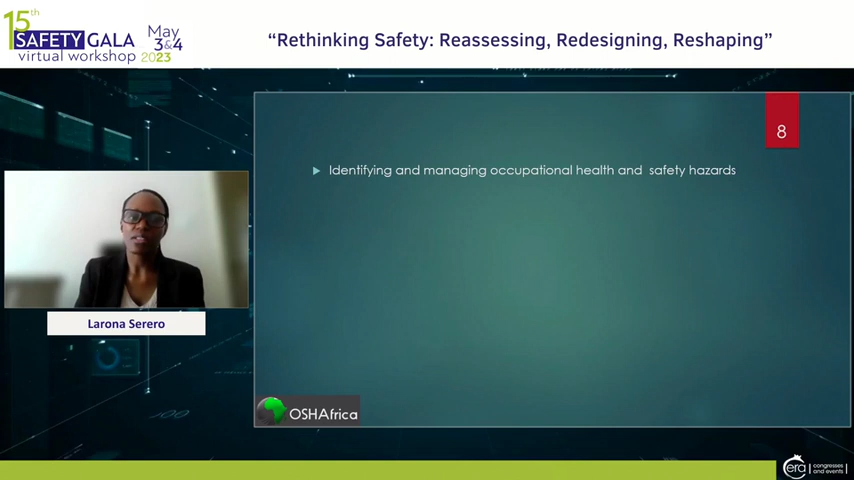 15th
SAFETY GALA
virtual workshop
May
3&4
2023
“Rethinking Safety: Reassessing, Redesigning, Reshaping”
8
Identifying and managing occupational health and safety hazards
Larona Serero
OSHAfrica
era
congresses
and events